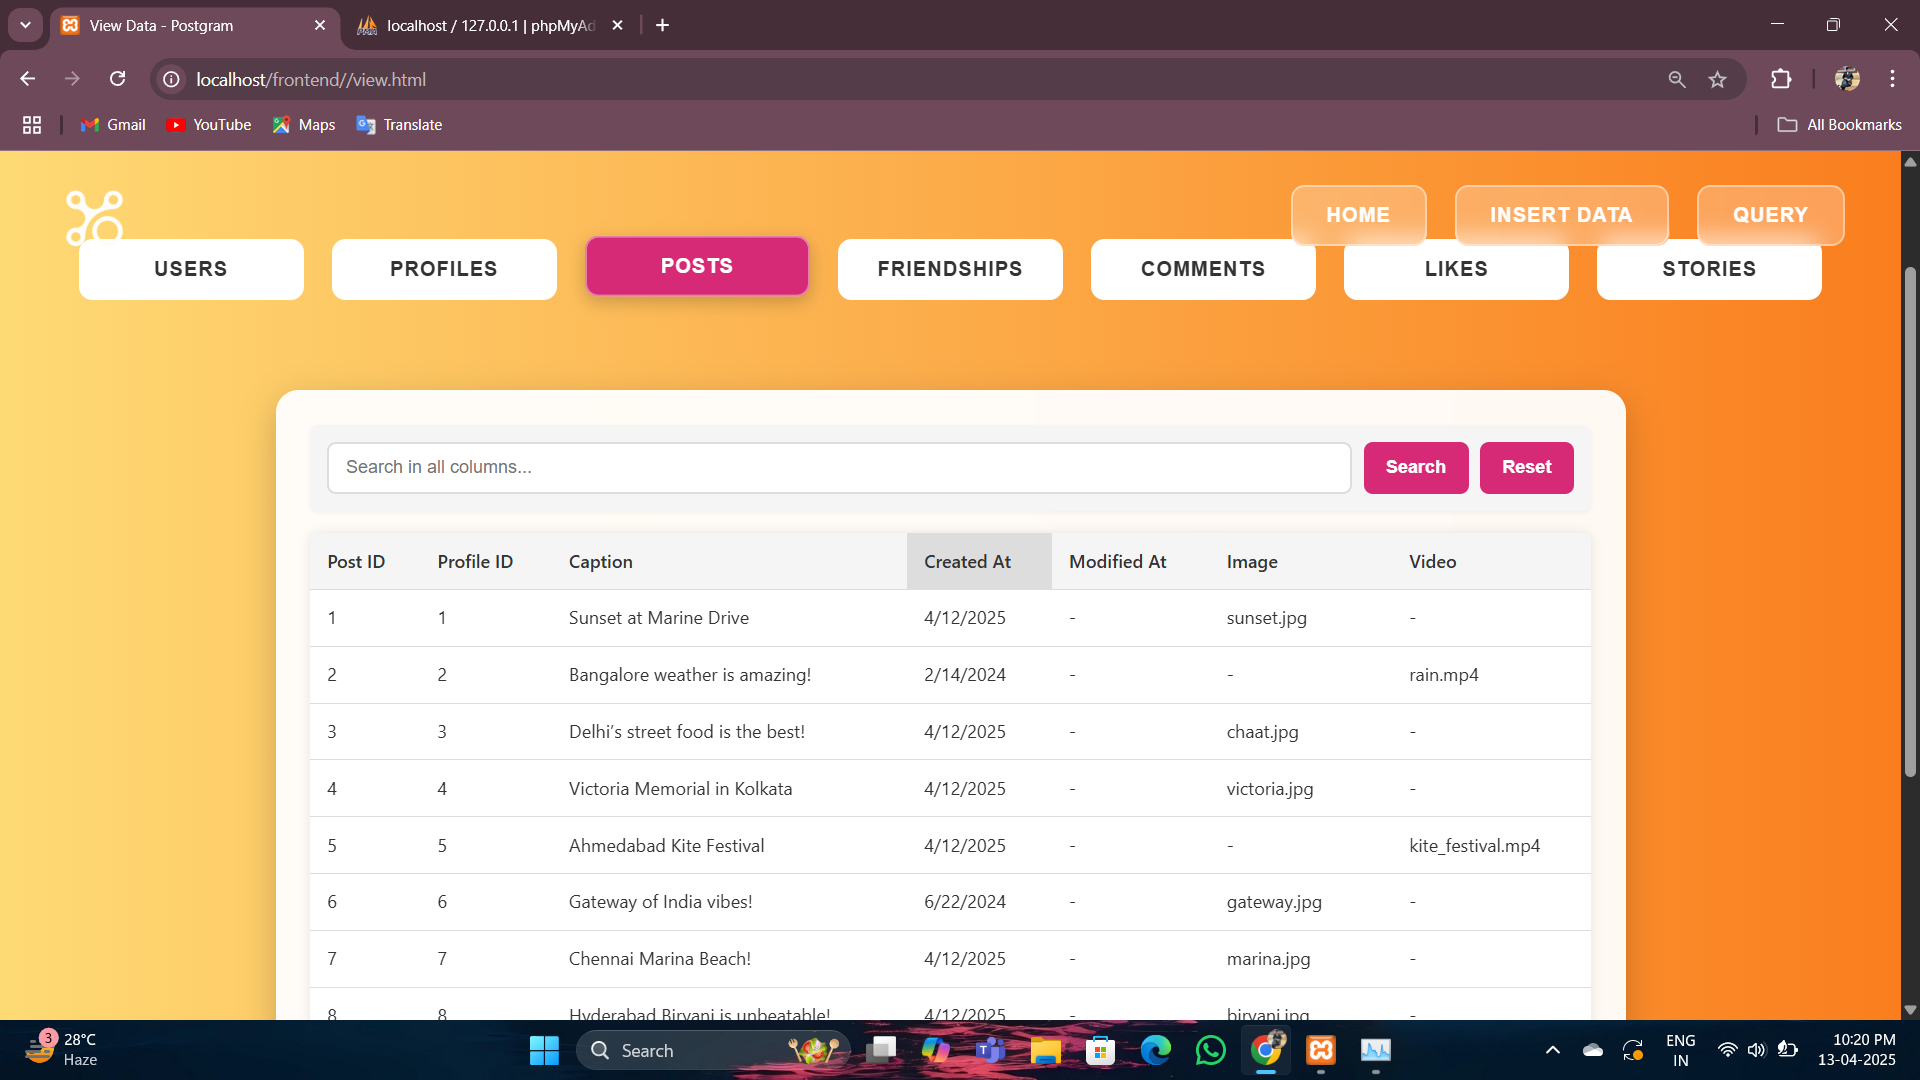 View Data - Postgram
localhost / 127.0.0.1 | phpMyAd
localhost/frontend//view.html
Gmail
YouTube
Maps
Translate
All Bookmarks
HOME
INSERT DATA
QUERY
USERS
PROFILES
POSTS
FRIENDSHIPS
COMMENTS
LIKES
STORIES
Search in all columns...
Search
Reset
Post ID Profile ID Caption Created At Modified At Image Video
1 1 Sunset at Marine Drive 4/12/2025 - sunset.jpg -
2 2 Bangalore weather is amazing! 2/14/2024 - - rain.mp4
3 3 Delhi’s street food is the best! 4/12/2025 - chaat.jpg -
4 4 Victoria Memorial in Kolkata 4/12/2025 - victoria.jpg -
5 5 Ahmedabad Kite Festival 4/12/2025 - - kite_festival.mp4
6 6 Gateway of India vibes! 6/22/2024 - gateway.jpg -
7 7 Chennai Marina Beach! 4/12/2025 - marina.jpg -
8 8 Hyderabad Biryani is unbeatable! 4/12/2025 - biryani.jpg -
3
28°C
Haze
Search
ENG
IN
10:20 PM
13-04-2025